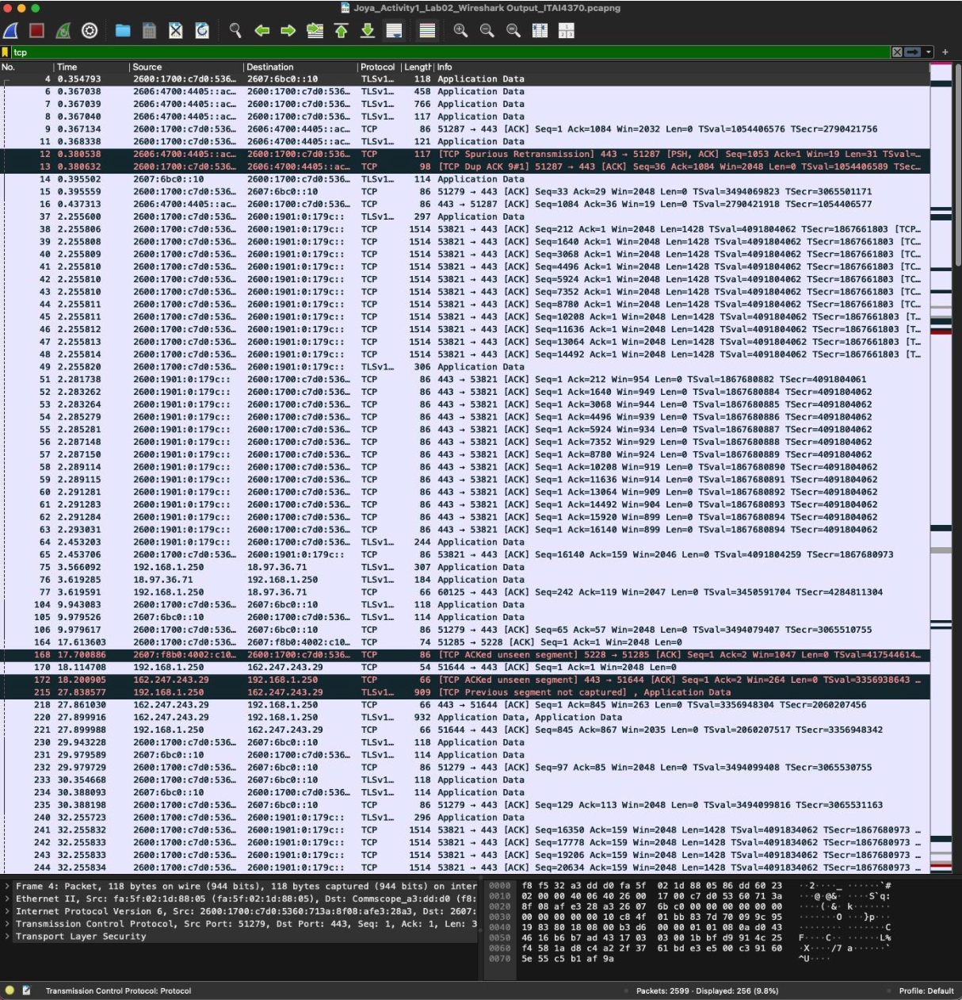 Joya_Activity1_Lab02_Wireshark Output_ITAI4370.pcapng
tcp
No. Time Source Destination Protocol Length Info
4 0.354793 2600:1700:c7d0:536… 2607:6bc0::10 TLSv1… 118 Application Data
6 0.367038 2606:4700:4405::ac… 2600:1700:c7d0:536… TLSv1… 458 Application Data
7 0.367039 2606:4700:4405::ac… 2600:1700:c7d0:536… TLSv1… 766 Application Data
8 0.367040 2606:4700:4405::ac… 2600:1700:c7d0:536… TLSv1… 117 Application Data
9 0.367134 2600:1700:c7d0:536… 2606:4700:4405::ac… TCP 86 51287 → 443 [ACK] Seq=1 Ack=1084 Win=2032 Len=0 TSval=1054406576 TSecr=2790421756
11 0.368338 2600:1700:c7d0:536… 2606:4700:4405::ac… TLSv1… 121 Application Data
12 0.380538 2606:4700:4405::ac… 2600:1700:c7d0:536… TCP 117 [TCP Spurious Retransmission] 443 → 51287 [PSH, ACK] Seq=1053 Ack=1 Win=19 Len=31 TSval=…
13 0.380632 2600:1700:c7d0:536… 2606:4700:4405::ac… TCP 98 [TCP Dup ACK 9#1] 51287 → 443 [ACK] Seq=36 Ack=1084 Win=2048 Len=0 TSval=1054406589 TSec…
14 0.395502 2607:6bc0::10 2600:1700:c7d0:536… TLSv1… 114 Application Data
15 0.395559 2600:1700:c7d0:536… 2607:6bc0::10 TCP 86 51279 → 443 [ACK] Seq=33 Ack=29 Win=2048 Len=0 TSval=3494069823 TSecr=3065501171
16 0.437313 2606:4700:4405::ac… 2600:1700:c7d0:536… TCP 86 443 → 51287 [ACK] Seq=1084 Ack=36 Win=19 Len=0 TSval=2790421918 TSecr=1054406577
37 2.255600 2600:1700:c7d0:536… 2600:1901:0:179c:: TLSv1… 297 Application Data
38 2.255806 2600:1700:c7d0:536… 2600:1901:0:179c:: TCP 1514 53821 → 443 [ACK] Seq=212 Ack=1 Win=2048 Len=1428 TSval=4091804062 TSecr=1867661803 [TCP…
39 2.255808 2600:1700:c7d0:536… 2600:1901:0:179c:: TCP 1514 53821 → 443 [ACK] Seq=1640 Ack=1 Win=2048 Len=1428 TSval=4091804062 TSecr=1867661803 [TC…
40 2.255809 2600:1700:c7d0:536… 2600:1901:0:179c:: TCP 1514 53821 → 443 [ACK] Seq=3068 Ack=1 Win=2048 Len=1428 TSval=4091804062 TSecr=1867661803 [TC…
41 2.255810 2600:1700:c7d0:536… 2600:1901:0:179c:: TCP 1514 53821 → 443 [ACK] Seq=4496 Ack=1 Win=2048 Len=1428 TSval=4091804062 TSecr=1867661803 [TC…
42 2.255810 2600:1700:c7d0:536… 2600:1901:0:179c:: TCP 1514 53821 → 443 [ACK] Seq=5924 Ack=1 Win=2048 Len=1428 TSval=4091804062 TSecr=1867661803 [TC…
43 2.255810 2600:1700:c7d0:536… 2600:1901:0:179c:: TCP 1514 53821 → 443 [ACK] Seq=7352 Ack=1 Win=2048 Len=1428 TSval=4091804062 TSecr=1867661803 [TC…
44 2.255811 2600:1700:c7d0:536… 2600:1901:0:179c:: TCP 1514 53821 → 443 [ACK] Seq=8780 Ack=1 Win=2048 Len=1428 TSval=4091804062 TSecr=1867661803 [TC…
45 2.255811 2600:1700:c7d0:536… 2600:1901:0:179c:: TCP 1514 53821 → 443 [ACK] Seq=10208 Ack=1 Win=2048 Len=1428 TSval=4091804062 TSecr=1867661803 [T…
46 2.255812 2600:1700:c7d0:536… 2600:1901:0:179c:: TCP 1514 53821 → 443 [ACK] Seq=11636 Ack=1 Win=2048 Len=1428 TSval=4091804062 TSecr=1867661803 [T…
47 2.255813 2600:1700:c7d0:536… 2600:1901:0:179c:: TCP 1514 53821 → 443 [ACK] Seq=13064 Ack=1 Win=2048 Len=1428 TSval=4091804062 TSecr=1867661803 [T…
48 2.255814 2600:1700:c7d0:536… 2600:1901:0:179c:: TCP 1514 53821 → 443 [ACK] Seq=14492 Ack=1 Win=2048 Len=1428 TSval=4091804062 TSecr=1867661803 [T…
49 2.255820 2600:1700:c7d0:536… 2600:1901:0:179c:: TLSv1… 306 Application Data
51 2.281738 2600:1901:0:179c:: 2600:1700:c7d0:536… TCP 86 443 → 53821 [ACK] Seq=1 Ack=212 Win=954 Len=0 TSval=1867680882 TSecr=4091804061
52 2.283262 2600:1901:0:179c:: 2600:1700:c7d0:536… TCP 86 443 → 53821 [ACK] Seq=1 Ack=1640 Win=949 Len=0 TSval=1867680884 TSecr=4091804062
53 2.283264 2600:1901:0:179c:: 2600:1700:c7d0:536… TCP 86 443 → 53821 [ACK] Seq=1 Ack=3068 Win=944 Len=0 TSval=1867680885 TSecr=4091804062
54 2.285279 2600:1901:0:179c:: 2600:1700:c7d0:536… TCP 86 443 → 53821 [ACK] Seq=1 Ack=4496 Win=939 Len=0 TSval=1867680886 TSecr=4091804062
55 2.285281 2600:1901:0:179c:: 2600:1700:c7d0:536… TCP 86 443 → 53821 [ACK] Seq=1 Ack=5924 Win=934 Len=0 TSval=1867680887 TSecr=4091804062
56 2.287148 2600:1901:0:179c:: 2600:1700:c7d0:536… TCP 86 443 → 53821 [ACK] Seq=1 Ack=7352 Win=929 Len=0 TSval=1867680888 TSecr=4091804062
57 2.287150 2600:1901:0:179c:: 2600:1700:c7d0:536… TCP 86 443 → 53821 [ACK] Seq=1 Ack=8780 Win=924 Len=0 TSval=1867680889 TSecr=4091804062
58 2.289114 2600:1901:0:179c:: 2600:1700:c7d0:536… TCP 86 443 → 53821 [ACK] Seq=1 Ack=10208 Win=919 Len=0 TSval=1867680890 TSecr=4091804062
59 2.289115 2600:1901:0:179c:: 2600:1700:c7d0:536… TCP 86 443 → 53821 [ACK] Seq=1 Ack=11636 Win=914 Len=0 TSval=1867680891 TSecr=4091804062
60 2.291281 2600:1901:0:179c:: 2600:1700:c7d0:536… TCP 86 443 → 53821 [ACK] Seq=1 Ack=13064 Win=909 Len=0 TSval=1867680892 TSecr=4091804062
61 2.291283 2600:1901:0:179c:: 2600:1700:c7d0:536… TCP 86 443 → 53821 [ACK] Seq=1 Ack=14492 Win=904 Len=0 TSval=1867680893 TSecr=4091804062
62 2.291284 2600:1901:0:179c:: 2600:1700:c7d0:536… TCP 86 443 → 53821 [ACK] Seq=1 Ack=15920 Win=899 Len=0 TSval=1867680894 TSecr=4091804062
63 2.293031 2600:1901:0:179c:: 2600:1700:c7d0:536… TCP 86 443 → 53821 [ACK] Seq=1 Ack=16140 Win=899 Len=0 TSval=1867680894 TSecr=4091804062
64 2.453203 2600:1901:0:179c:: 2600:1700:c7d0:536… TLSv1… 244 Application Data
65 2.453706 2600:1700:c7d0:536… 2600:1901:0:179c:: TCP 86 53821 → 443 [ACK] Seq=16140 Ack=159 Win=2046 Len=0 TSval=4091804259 TSecr=1867680973
75 3.566092 192.168.1.250 18.97.36.71 TLSv1… 307 Application Data
76 3.619285 18.97.36.71 192.168.1.250 TLSv1… 184 Application Data
77 3.619591 192.168.1.250 18.97.36.71 TCP 66 60125 → 443 [ACK] Seq=242 Ack=119 Win=2047 Len=0 TSval=3450591704 TSecr=4284811304
104 9.943083 2600:1700:c7d0:536… 2607:6bc0::10 TLSv1… 118 Application Data
105 9.979526 2607:6bc0::10 2600:1700:c7d0:536… TLSv1… 114 Application Data
106 9.979617 2600:1700:c7d0:536… 2607:6bc0::10 TCP 86 51279 → 443 [ACK] Seq=65 Ack=57 Win=2048 Len=0 TSval=3494079407 TSecr=3065510755
164 17.613603 2600:1700:c7d0:536… 2607:f8b0:4002:c10… TCP 74 51285 → 5228 [ACK] Seq=1 Ack=1 Win=2048 Len=0
168 17.700886 2607:f8b0:4002:c10… 2600:1700:c7d0:536… TCP 86 [TCP ACKed unseen segment] 5228 → 51285 [ACK] Seq=1 Ack=2 Win=1047 Len=0 TSval=417544614…
170 18.114708 192.168.1.250 162.247.243.29 TCP 54 51644 → 443 [ACK] Seq=1 Ack=1 Win=2048 Len=0
172 18.200905 162.247.243.29 192.168.1.250 TCP 66 [TCP ACKed unseen segment] 443 → 51644 [ACK] Seq=1 Ack=2 Win=264 Len=0 TSval=3356938643 …
215 27.838577 192.168.1.250 162.247.243.29 TLSv1… 909 [TCP Previous segment not captured] , Application Data
218 27.861030 162.247.243.29 192.168.1.250 TCP 66 443 → 51644 [ACK] Seq=1 Ack=845 Win=263 Len=0 TSval=3356948304 TSecr=2060207456
220 27.899916 162.247.243.29 192.168.1.250 TLSv1… 932 Application Data, Application Data
221 27.899988 192.168.1.250 162.247.243.29 TCP 66 51644 → 443 [ACK] Seq=845 Ack=867 Win=2035 Len=0 TSval=2060207517 TSecr=3356948342
230 29.943228 2600:1700:c7d0:536… 2607:6bc0::10 TLSv1… 118 Application Data
231 29.979589 2607:6bc0::10 2600:1700:c7d0:536… TLSv1… 114 Application Data
232 29.979729 2600:1700:c7d0:536… 2607:6bc0::10 TCP 86 51279 → 443 [ACK] Seq=97 Ack=85 Win=2048 Len=0 TSval=3494099408 TSecr=3065530755
233 30.354668 2600:1700:c7d0:536… 2607:6bc0::10 TLSv1… 118 Application Data
234 30.388093 2607:6bc0::10 2600:1700:c7d0:536… TLSv1… 114 Application Data
235 30.388198 2600:1700:c7d0:536… 2607:6bc0::10 TCP 86 51279 → 443 [ACK] Seq=129 Ack=113 Win=2048 Len=0 TSval=3494099816 TSecr=3065531163
240 32.255723 2600:1700:c7d0:536… 2600:1901:0:179c:: TLSv1… 296 Application Data
241 32.255832 2600:1700:c7d0:536… 2600:1901:0:179c:: TCP 1514 53821 → 443 [ACK] Seq=16350 Ack=159 Win=2048 Len=1428 TSval=4091834062 TSecr=1867680973 …
242 32.255833 2600:1700:c7d0:536… 2600:1901:0:179c:: TCP 1514 53821 → 443 [ACK] Seq=17778 Ack=159 Win=2048 Len=1428 TSval=4091834062 TSecr=1867680973 …
243 32.255833 2600:1700:c7d0:536… 2600:1901:0:179c:: TCP 1514 53821 → 443 [ACK] Seq=19206 Ack=159 Win=2048 Len=1428 TSval=4091834062 TSecr=1867680973 …
244 32.255834 2600:1700:c7d0:536… 2600:1901:0:179c:: TCP 1514 53821 → 443 [ACK] Seq=20634 Ack=159 Win=2048 Len=1428 TSval=4091834062 TSecr=1867680973 …
Frame 4: Packet, 118 bytes on wire (944 bits), 118 bytes captured (944 bits) on inter
Ethernet II, Src: fa:5f:02:1d:88:05 (fa:5f:02:1d:88:05), Dst: Commscope_a3:dd:d0 (f8:
Internet Protocol Version 6, Src: 2600:1700:c7d0:5360:713a:8f08:afe3:28a3, Dst: 2607:
Transmission Control Protocol, Src Port: 51279, Dst Port: 443, Seq: 1, Ack: 1, Len: 3
Transport Layer Security
0000 f8 f5 32 a3 dd d0 fa 5f 02 1d 88 05 86 dd 60 23 ··2····_ ······`#
0010 02 00 00 40 06 40 26 00 17 00 c7 d0 53 60 71 3a ···@·@&· ····S`q:
0020 8f 08 af e3 28 a3 26 07 6b c0 00 00 00 00 00 00 ····(·&· k·······
0030 00 00 00 00 00 10 c8 4f 01 bb 83 7d 70 09 9c 95 ·······O ···}p···
0040 19 83 80 18 08 00 b3 d6 00 00 01 01 08 0a d0 43 ········ ·······C
0050 46 16 b6 b7 ad 43 17 03 03 00 1b bf d9 91 4c 25 F····C·· ······L%
0060 f4 58 1a d8 c4 a2 2f 37 61 bd e3 e5 00 c3 91 60 ·X····/7 a······`
0070 5e 55 c5 b1 af 9a ^U····
Transmission Control Protocol: Protocol
Packets: 2599 · Displayed: 256 (9.8%)
Profile: Default